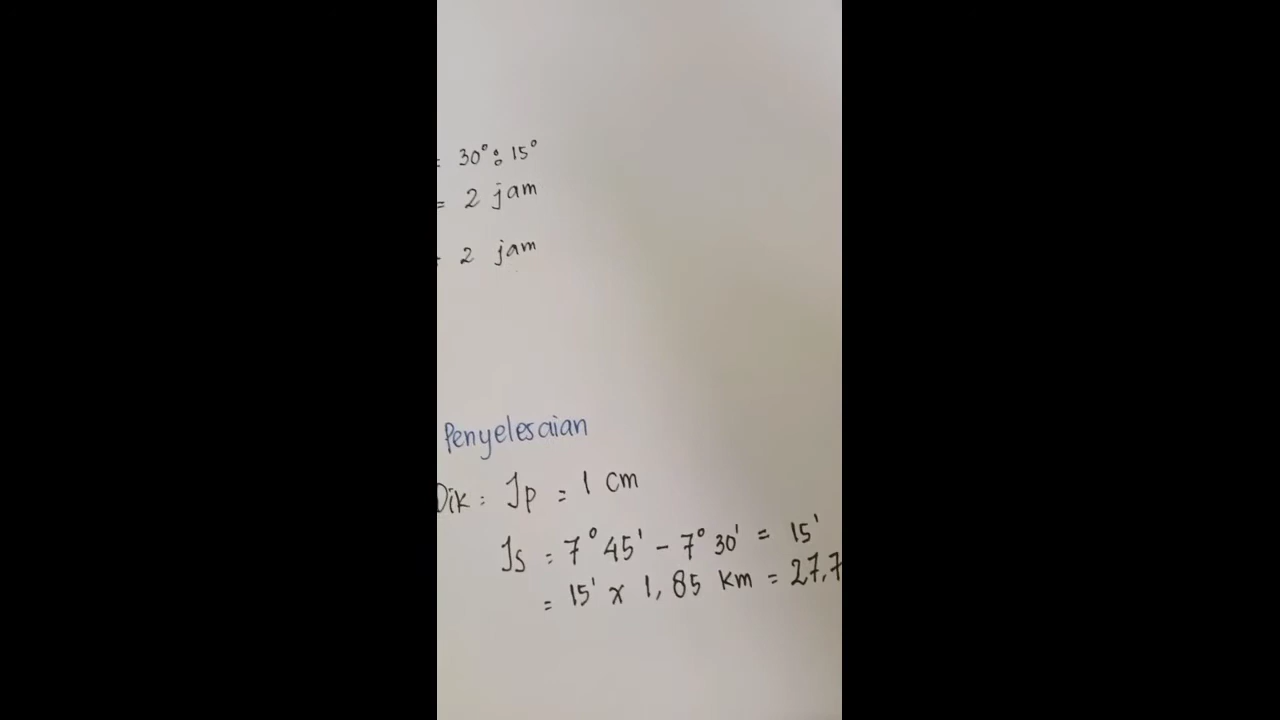 = 30° : 15°
= 2 jam
2 jam
Penyelesaian
Dik : Jp = 1 cm
Js = 7° 45' - 7° 30' = 15'
= 15' x 1,85 km = 27,7